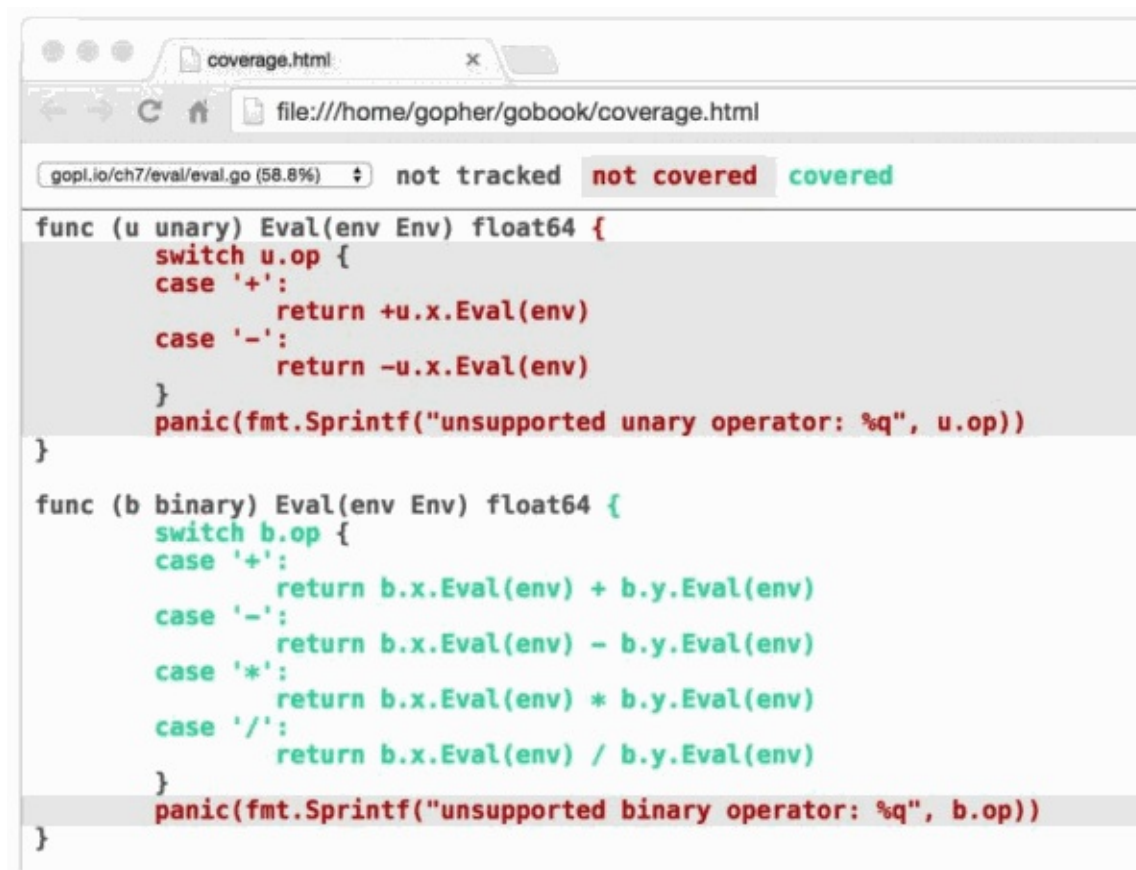 coverage.html
file:///home/gopher/gobook/coverage.html
gopl.io/ch7/eval/eval.go (58.8%) not tracked not covered covered
func (u unary) Eval(env Env) float64 {
        switch u.op {
        case '+':
                return +u.x.Eval(env)
        case '-':
                return -u.x.Eval(env)
        }
        panic(fmt.Sprintf("unsupported unary operator: %q", u.op))
}
func (b binary) Eval(env Env) float64 {
        switch b.op {
        case '+':
                return b.x.Eval(env) + b.y.Eval(env)
        case '-':
                return b.x.Eval(env) - b.y.Eval(env)
        case '*':
                return b.x.Eval(env) * b.y.Eval(env)
        case '/':
                return b.x.Eval(env) / b.y.Eval(env)
        }
        panic(fmt.Sprintf("unsupported binary operator: %q", b.op))
}